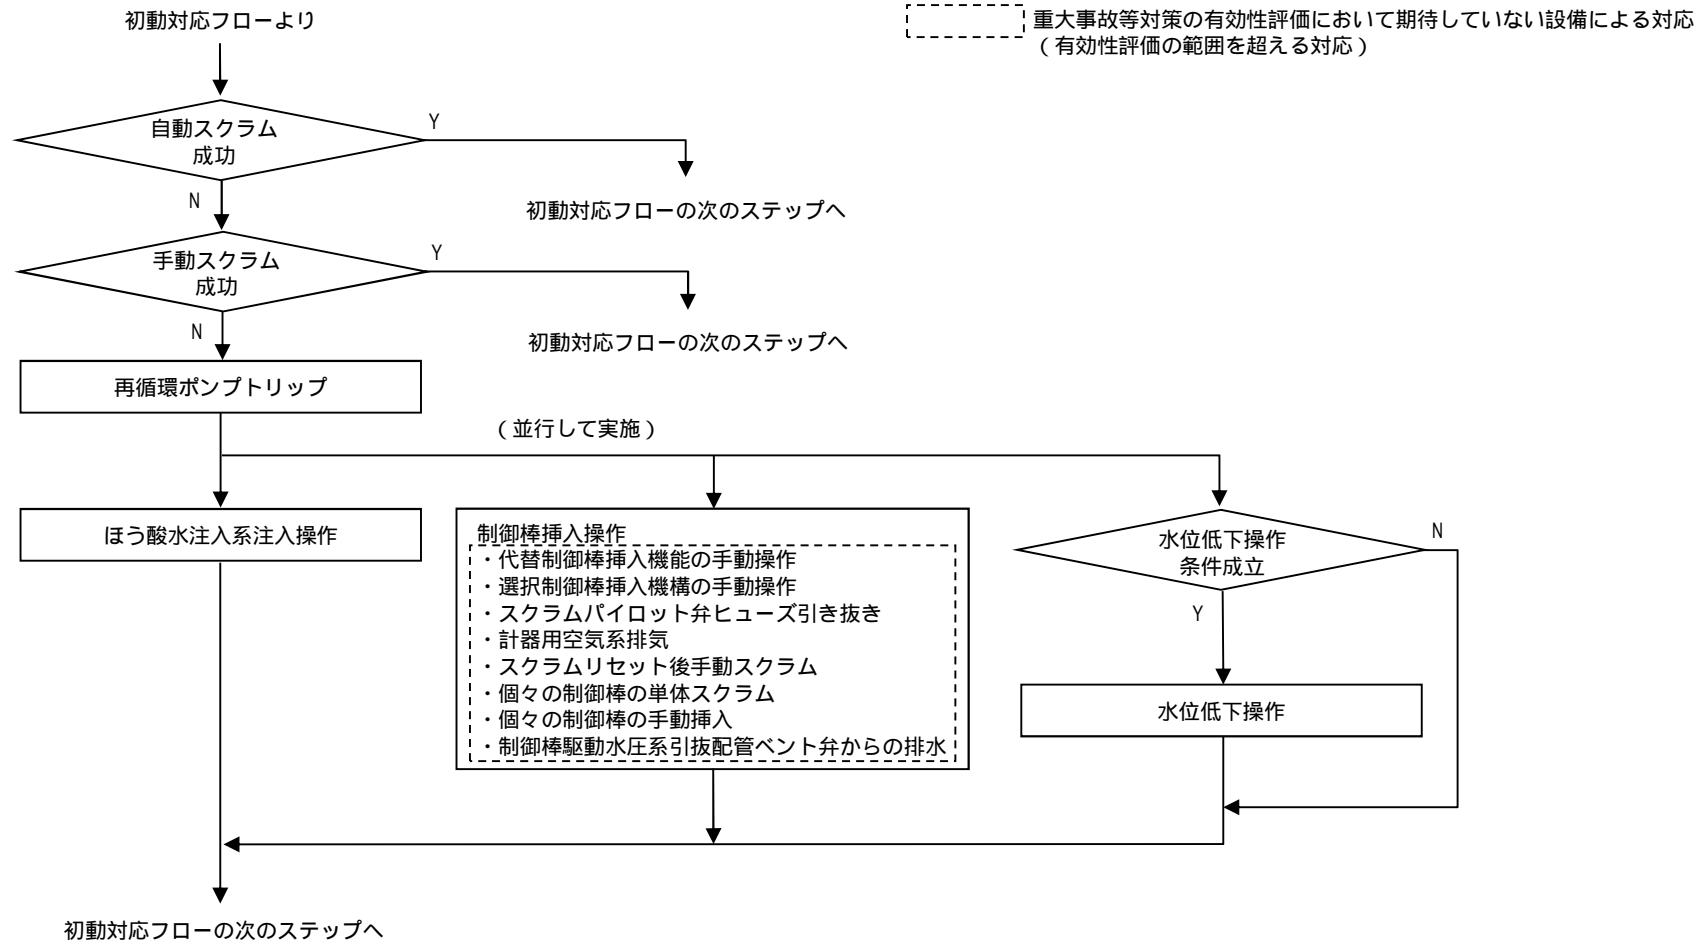 初動対応フローより
重大事故等対策の有効性評価において期待していない設備による対応
（有効性評価の範囲を超える対応）
自動スクラム
成功
Y
N
初動対応フローの次のステップへ
手動スクラム
成功
Y
N
初動対応フローの次のステップへ
再循環ポンプトリップ
（並行して実施）
ほう酸水注入系注入操作
制御棒挿入操作
・代替制御棒挿入機能の手動操作
・選択制御棒挿入機構の手動操作
・スクラムパイロット弁ヒューズ引き抜き
・計器用空気系排気
・スクラムリセット後手動スクラム
・個々の制御棒の単体スクラム
・個々の制御棒の手動挿入
・制御棒駆動水圧系引抜配管ベント弁からの排水
水位低下操作
条件成立
N
Y
水位低下操作
初動対応フローの次のステップへ